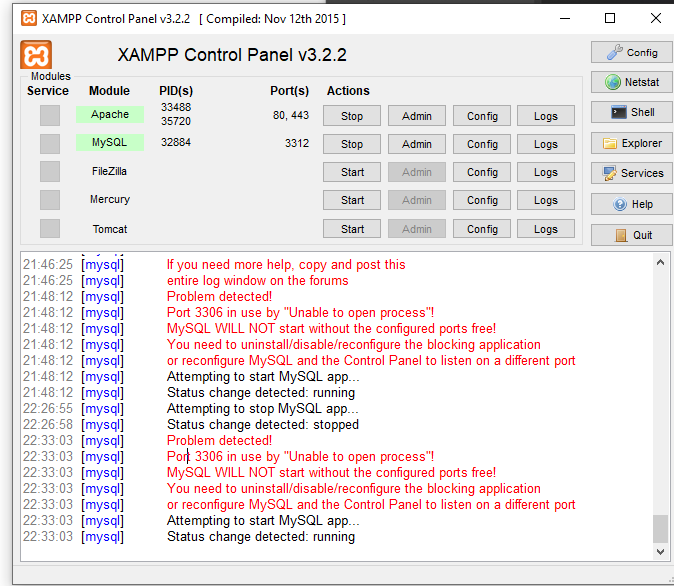 XAMPP Control Panel v3.2.2 [ Compiled: Nov 12th 2015 ]
XAMPP Control Panel v3.2.2
Config
Modules
Service Module PID(s) Port(s) Actions
Netstat
Apache 33488 35720 80, 443 Stop Admin Config Logs
Shell
MySQL 32884 3312 Stop Admin Config Logs
Explorer
FileZilla Start Admin Config Logs
Services
Mercury Start Admin Config Logs
Help
Tomcat Start Admin Config Logs
Quit
21:46:25 [mysql] If you need more help, copy and post this
21:46:25 [mysql] entire log window on the forums
21:48:12 [mysql] Problem detected!
21:48:12 [mysql] Port 3306 in use by "Unable to open process"!
21:48:12 [mysql] MySQL WILL NOT start without the configured ports free!
21:48:12 [mysql] You need to uninstall/disable/reconfigure the blocking application
21:48:12 [mysql] or reconfigure MySQL and the Control Panel to listen on a different port
21:48:12 [mysql] Attempting to start MySQL app...
21:48:12 [mysql] Status change detected: running
22:26:55 [mysql] Attempting to stop MySQL app...
22:26:58 [mysql] Status change detected: stopped
22:33:03 [mysql] Problem detected!
22:33:03 [mysql] Port 3306 in use by "Unable to open process"!
22:33:03 [mysql] MySQL WILL NOT start without the configured ports free!
22:33:03 [mysql] You need to uninstall/disable/reconfigure the blocking application
22:33:03 [mysql] or reconfigure MySQL and the Control Panel to listen on a different port
22:33:03 [mysql] Attempting to start MySQL app...
22:33:03 [mysql] Status change detected: running